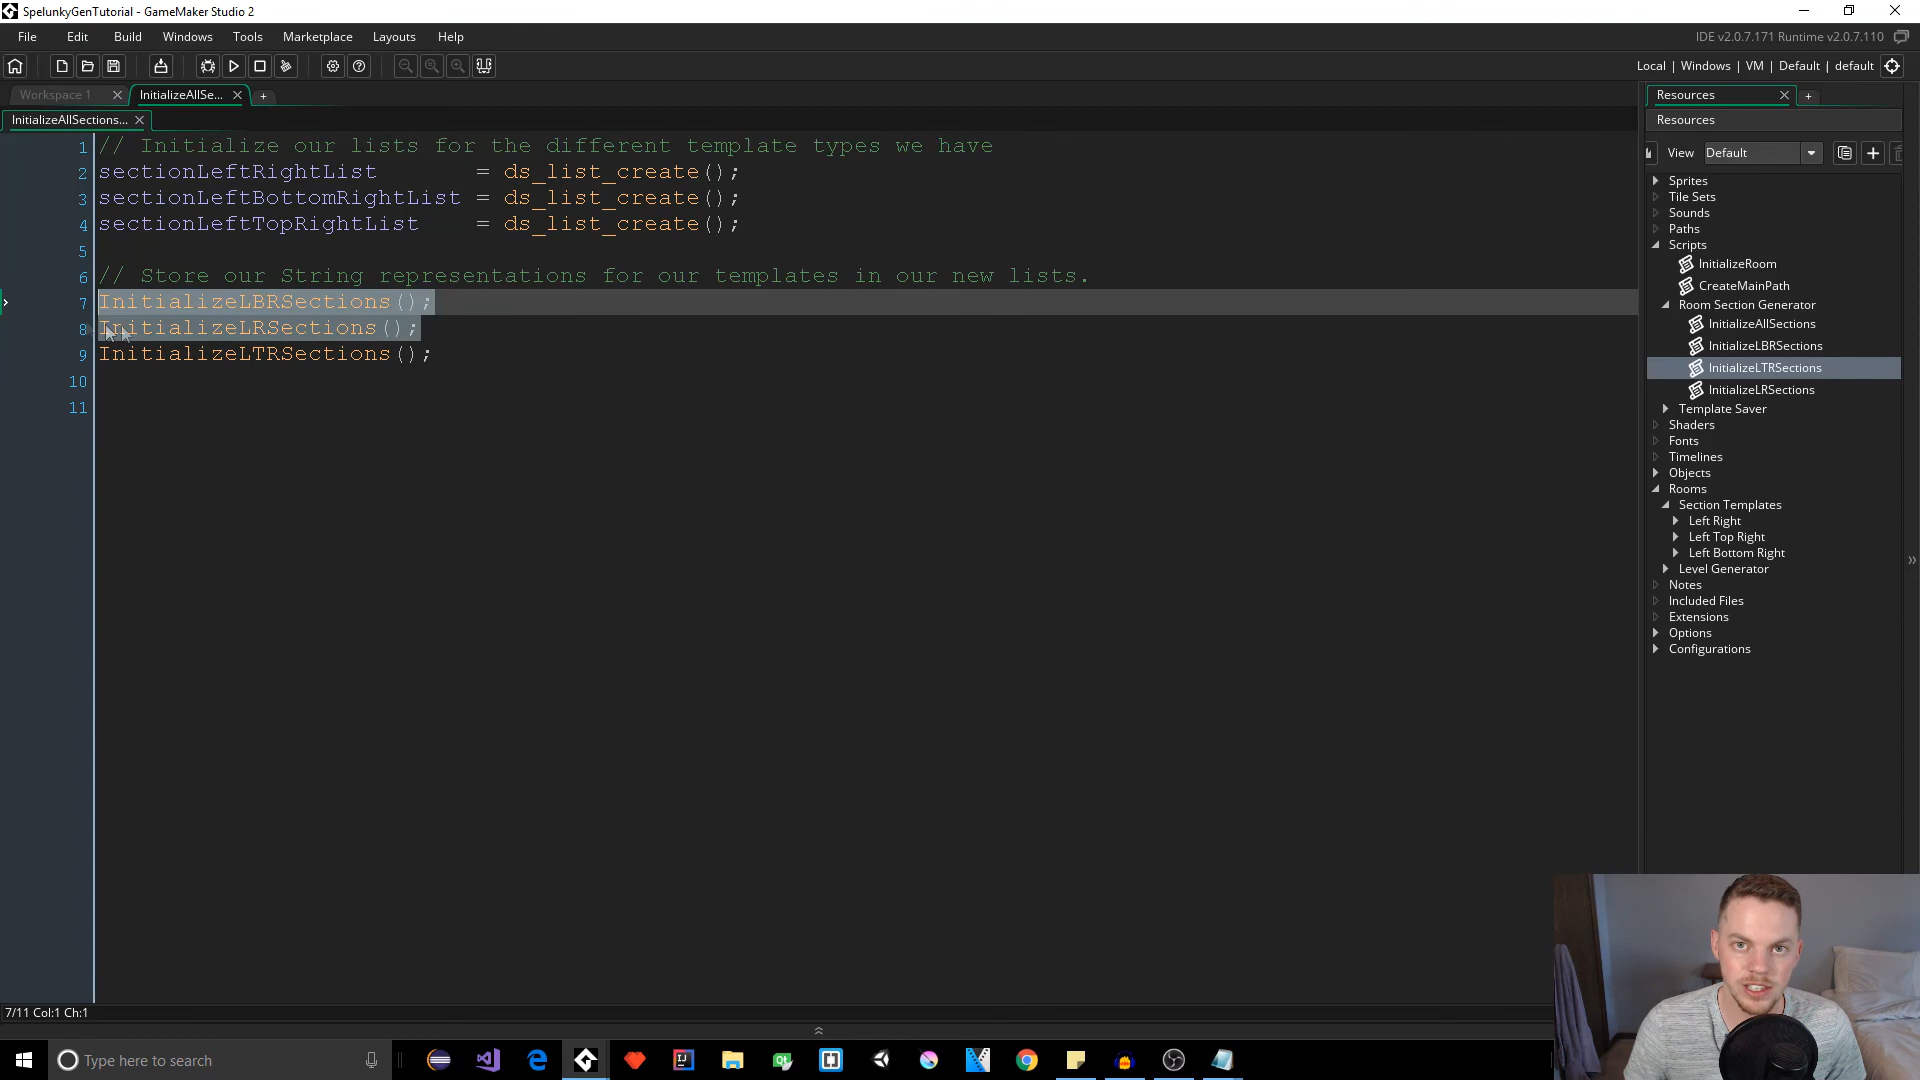 SpelunkyGenTutorial - GameMaker Studio 2
File Edit Build Windows Tools Marketplace Layouts Help
IDE v2.0.7.171 Runtime v2.0.7.110
Local | Windows | VM | Default | default
Workspace 1
InitializeAllSe...
Resources
InitializeAllSections...
Resources
View Default
1 // Initialize our lists for the different template types we have
2 sectionLeftRightList = ds_list_create();
3 sectionLeftBottomRightList = ds_list_create();
4 sectionLeftTopRightList = ds_list_create();
5
6 // Store our String representations for our templates in our new lists.
7 InitializeLBRSections();
8 InitializeLRSections();
9 InitializeLTRSections();
10
11
Sprites
Tile Sets
Sounds
Paths
Scripts
InitializeRoom
CreateMainPath
Room Section Generator
InitializeAllSections
InitializeLBRSections
InitializeLTRSections
InitializeLRSections
Template Saver
Shaders
Fonts
Timelines
Objects
Rooms
Section Templates
Left Right
Left Top Right
Left Bottom Right
Level Generator
Notes
Included Files
Extensions
Options
Configurations
7/11 Col:1 Ch:1
Type here to search